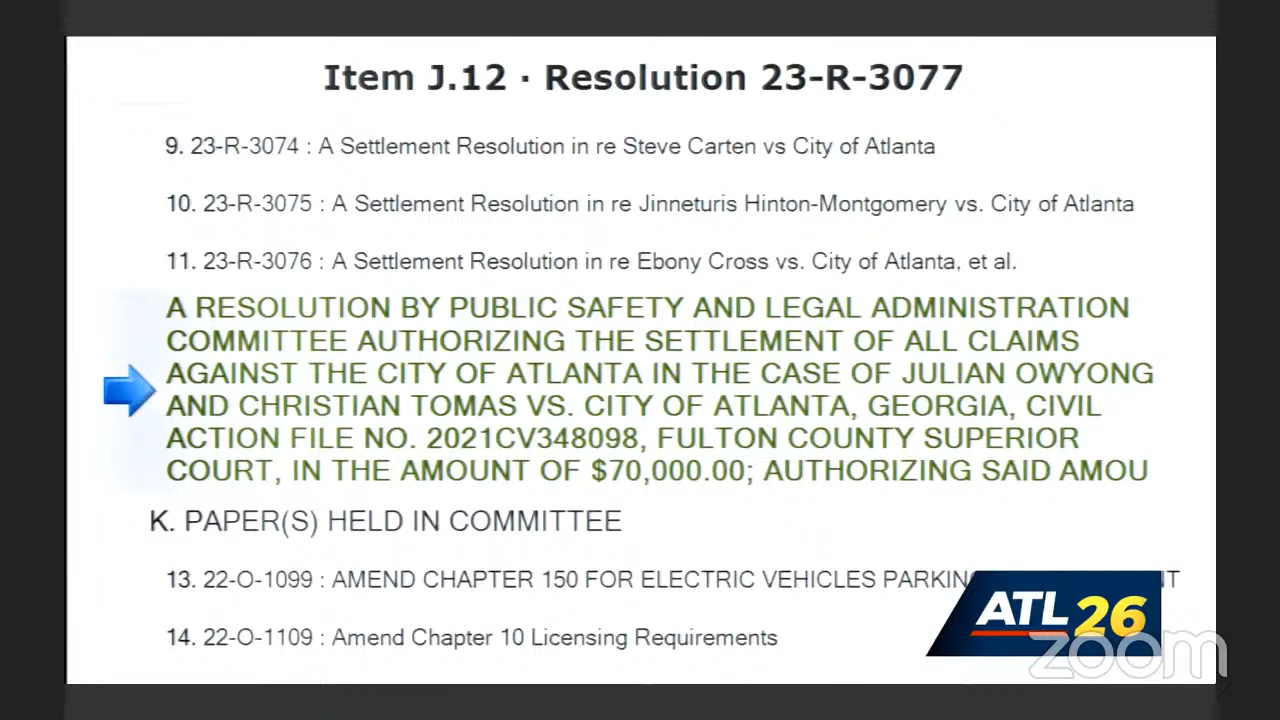 Item J.12 · Resolution 23-R-3077
9. 23-R-3074 : A Settlement Resolution in re Steve Carten vs City of Atlanta
10. 23-R-3075 : A Settlement Resolution in re Jinneturis Hinton-Montgomery vs. City of Atlanta
11. 23-R-3076 : A Settlement Resolution in re Ebony Cross vs. City of Atlanta, et al.
A RESOLUTION BY PUBLIC SAFETY AND LEGAL ADMINISTRATION
COMMITTEE AUTHORIZING THE SETTLEMENT OF ALL CLAIMS
AGAINST THE CITY OF ATLANTA IN THE CASE OF JULIAN OWYONG
AND CHRISTIAN TOMAS VS. CITY OF ATLANTA, GEORGIA, CIVIL
ACTION FILE NO. 2021CV348098, FULTON COUNTY SUPERIOR
COURT, IN THE AMOUNT OF $70,000.00; AUTHORIZING SAID AMOU
K. PAPER(S) HELD IN COMMITTEE
13. 22-O-1099 : AMEND CHAPTER 150 FOR ELECTRIC VEHICLES
14. 22-O-1109 : Amend Chapter 10 Licensing Requirements
ATL 26
zoom